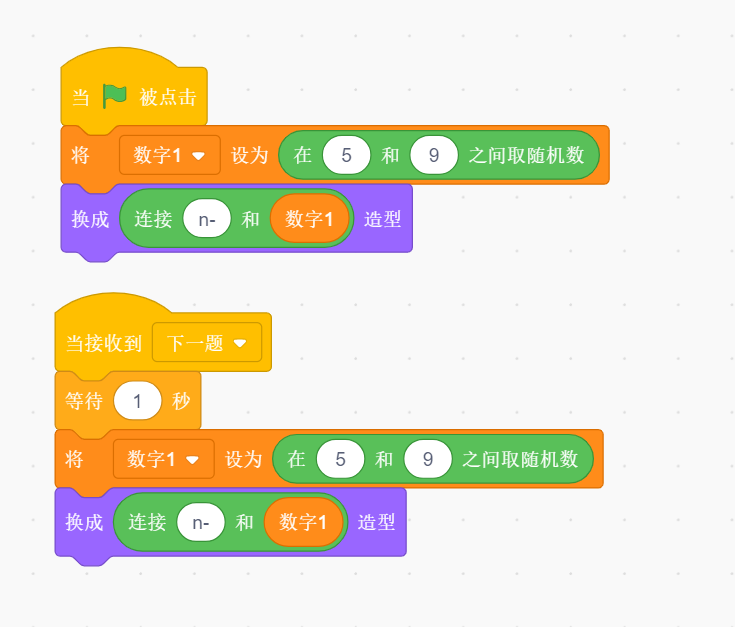 当 被点击
将 数字1 设为 在 5 和 9 之间取随机数
换成 连接 n- 和 数字1 造型
当接收到 下一题
等待 1 秒
将 数字1 设为 在 5 和 9 之间取随机数
换成 连接 n- 和 数字1 造型